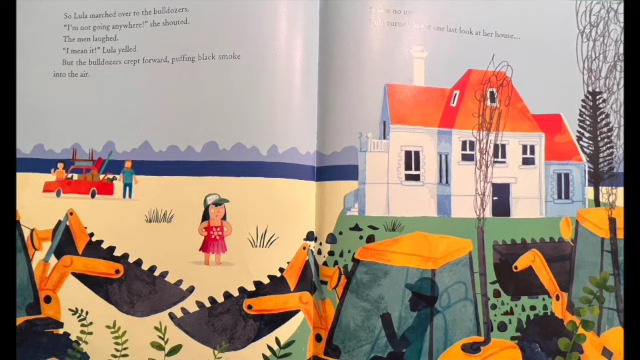 So Lula marched over to the bulldozers.
"I'm not going anywhere!" she shouted.
The men laughed.
"I mean it!" Lula yelled.
But the bulldozers crept forward, puffing black smoke
into the air.
no
one last look at her house...